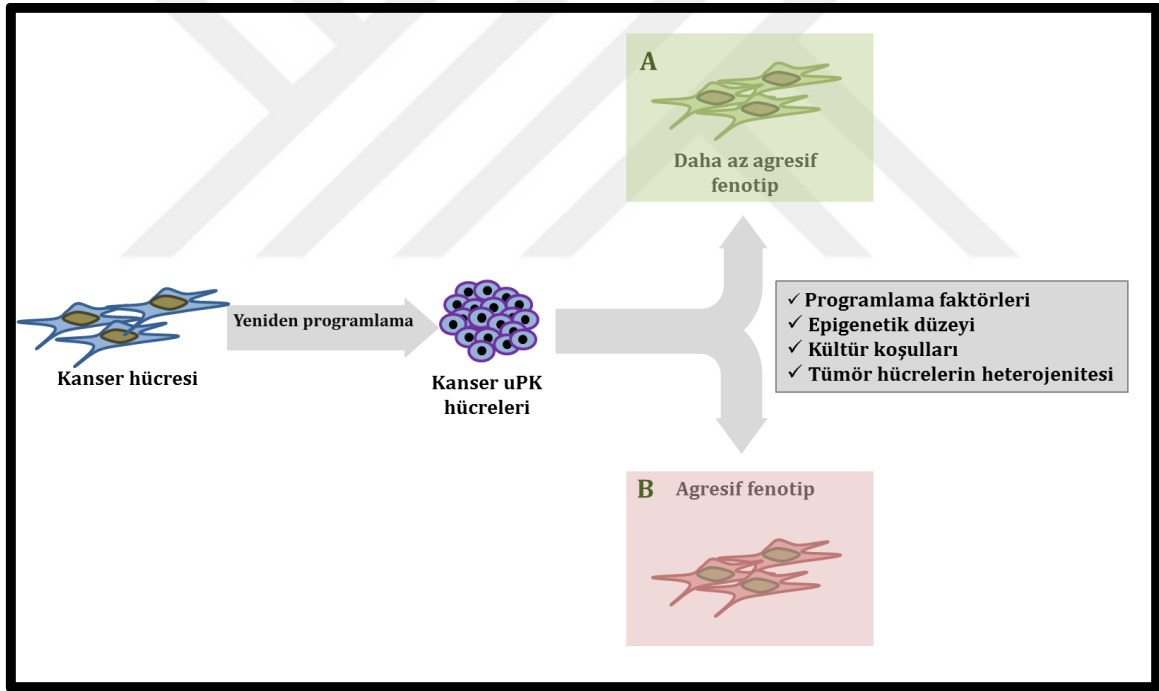 A
Daha az agresif
fenotip
Kanser hücresi
Yeniden programlama
Kanser uPK
hücreleri
✓ Programlama faktörleri
✓ Epigenetik düzeyi
✓ Kültür koşulları
✓ Tümör hücrelerin heterojenitesi
B Agresif fenotip